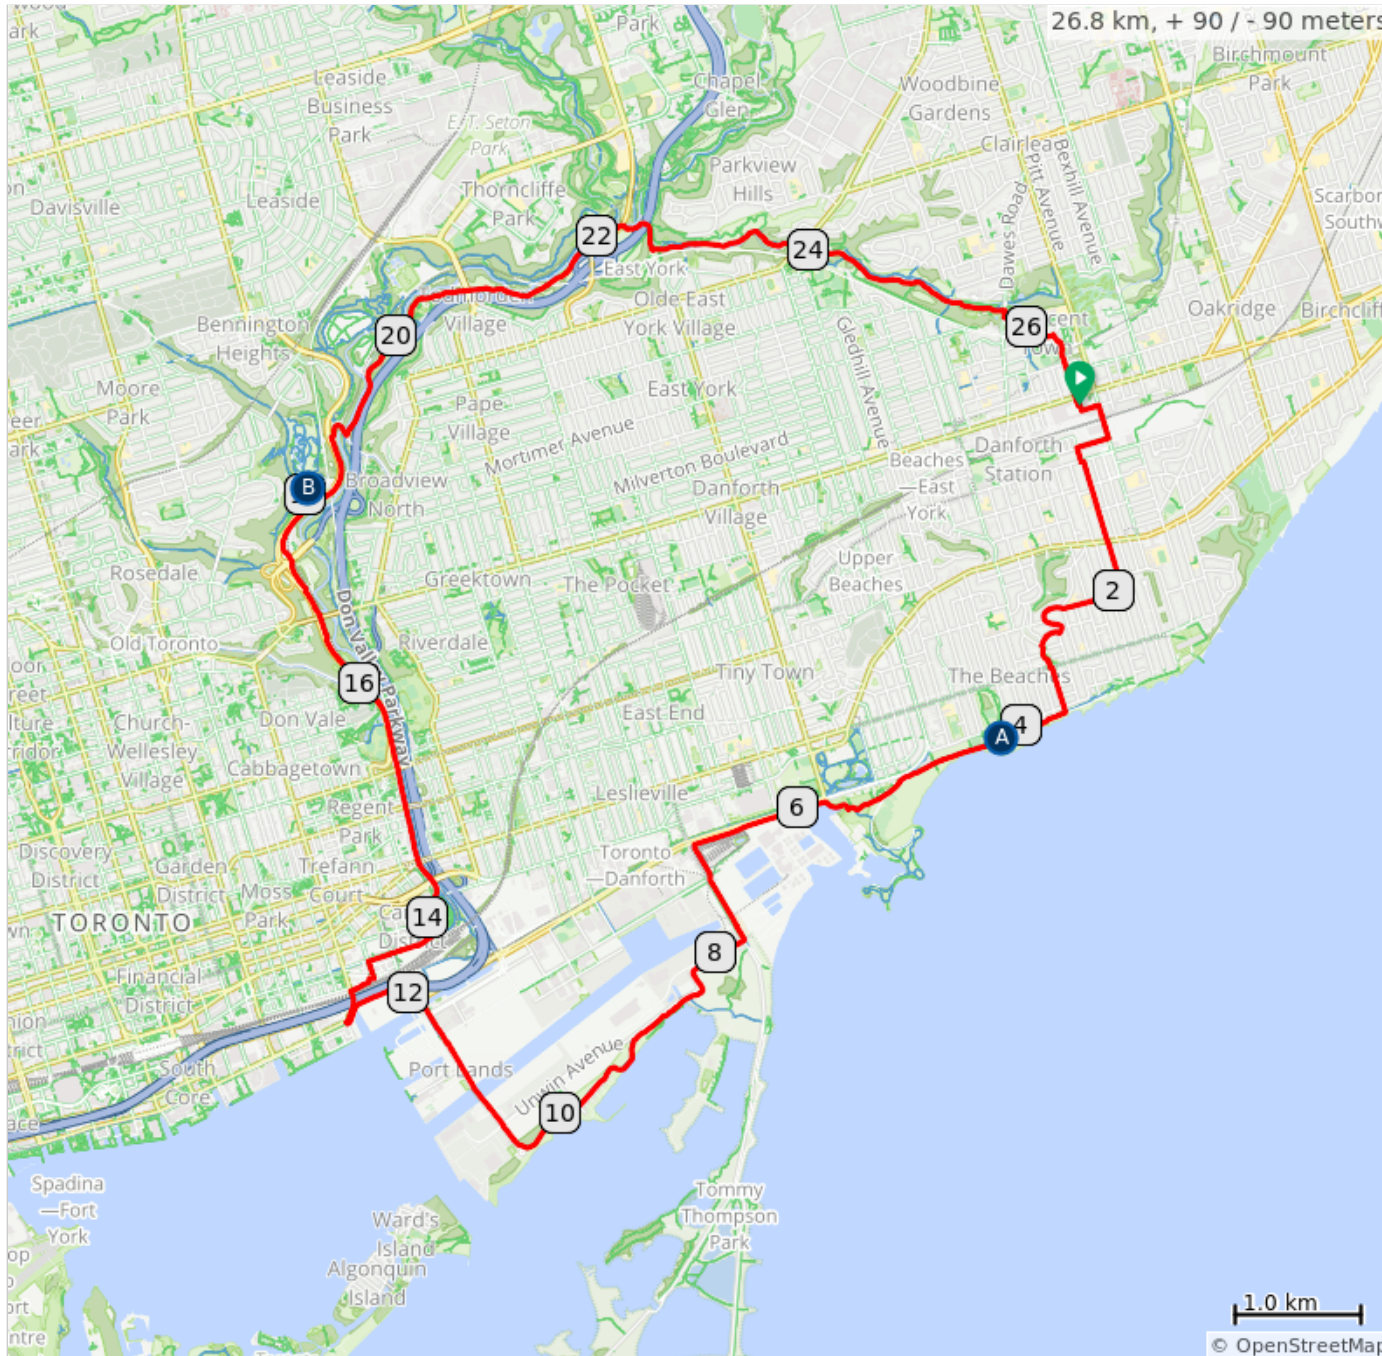 26.8 km, + 90 / - 90 meters
Park
Leaside
Business
Park
Chapel
Glen
Woodbine
Gardens
Birchmount
Park
E.T. Seton
Park
Clairlea
Pitt Avenue
Bexhill Avenue
Parkview
Hills
Thorncliffe
Park
Leaside
Davisville
Dawes Road
22
24
East York
Olde East
York Village
Village
20
26
Oakridge
Bennington
Heights
Gledhill Avenue
Moore
Park
East York
Pape
Village
Mortimer Avenue
Milverton Boulevard
Danforth
Station
Beaches
—East
York
Danforth
Village
B
Broadview
North
Upper
Beaches
Rosedale
Greektown
The Pocket
2
Don Valley Parkway
Old Toronto
Riverdale
16
Tiny Town
The Beaches
Don Vale
East End
4
A
Church-
Wellesley
Village
Cabbagetown
Leslieville
6
Regent
Park
Discovery
District
Garden
District
Trefann
Court
Moss
Park
Toronto
—Danforth
TORONTO
14
8
Financial
District
12
Port Lands
Unwin Avenue
South
Core
10
Spadina
—Fort
York
Ward's
Island
Algonquin
Island
Tommy
Thompson
Park
1.0 km
© OpenStreetMap